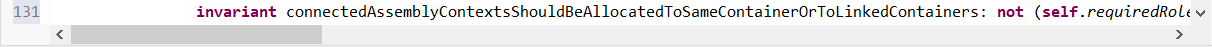 131 invariant connectedAssemblyContextsShouldBeAllocatedToSameContainerOrToLinkedContainers: not (self.requiredRole